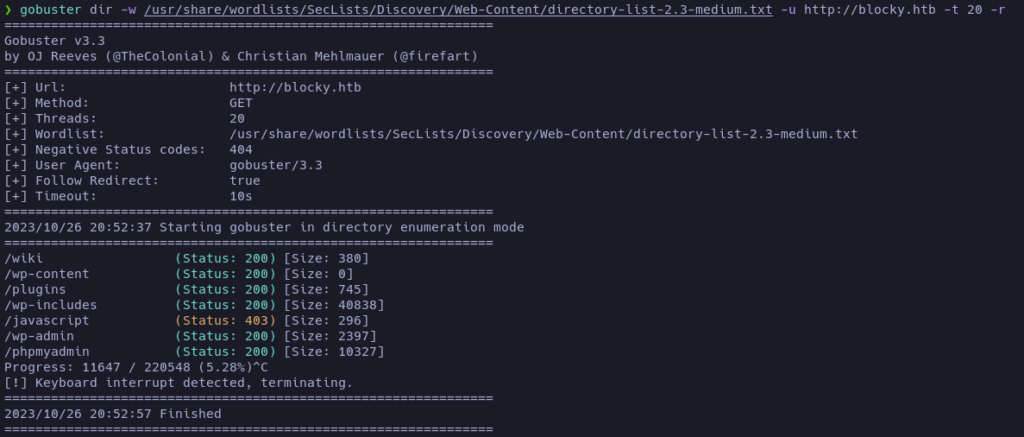 ❯ gobuster dir -w /usr/share/wordlists/SecLists/Discovery/Web-Content/directory-list-2.3-medium.txt -u http://blocky.htb -t 20 -r
===============================================================
Gobuster v3.3
by OJ Reeves (@TheColonial) & Christian Mehlmauer (@firefart)
===============================================================
[+] Url:                     http://blocky.htb
[+] Method:                  GET
[+] Threads:                 20
[+] Wordlist:                /usr/share/wordlists/SecLists/Discovery/Web-Content/directory-list-2.3-medium.txt
[+] Negative Status codes:   404
[+] User Agent:              gobuster/3.3
[+] Follow Redirect:         true
[+] Timeout:                 10s
===============================================================
2023/10/26 20:52:37 Starting gobuster in directory enumeration mode
===============================================================
/wiki                 (Status: 200) [Size: 380]
/wp-content           (Status: 200) [Size: 0]
/plugins              (Status: 200) [Size: 745]
/wp-includes          (Status: 200) [Size: 40838]
/javascript           (Status: 403) [Size: 296]
/wp-admin             (Status: 200) [Size: 2397]
/phpmyadmin           (Status: 200) [Size: 10327]
Progress: 11647 / 220548 (5.28%)^C
[!] Keyboard interrupt detected, terminating.
===============================================================
2023/10/26 20:52:57 Finished
===============================================================